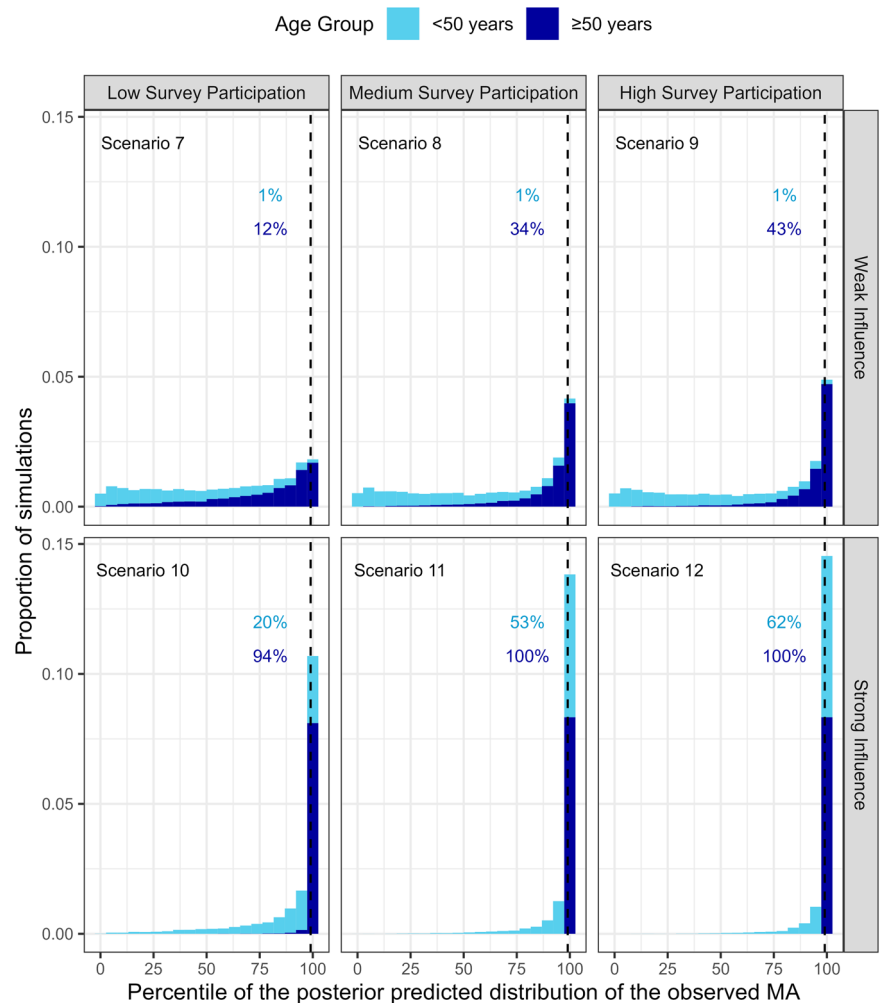 Age Group <50 years ≥50 years
Low Survey Participation Medium Survey Participation High Survey Participation
0.15
Scenario 7 Scenario 8 Scenario 9
1% 1% 1%
12% 34% 43%
0.10
0.05
0.00
Weak Influence
0.15
Scenario 10 Scenario 11 Scenario 12
20% 53% 62%
94% 100% 100%
0.10
0.05
0.00
Strong Influence
Proportion of simulations
0 25 50 75 100 0 25 50 75 100 0 25 50 75 100
Percentile of the posterior predicted distribution of the observed MA